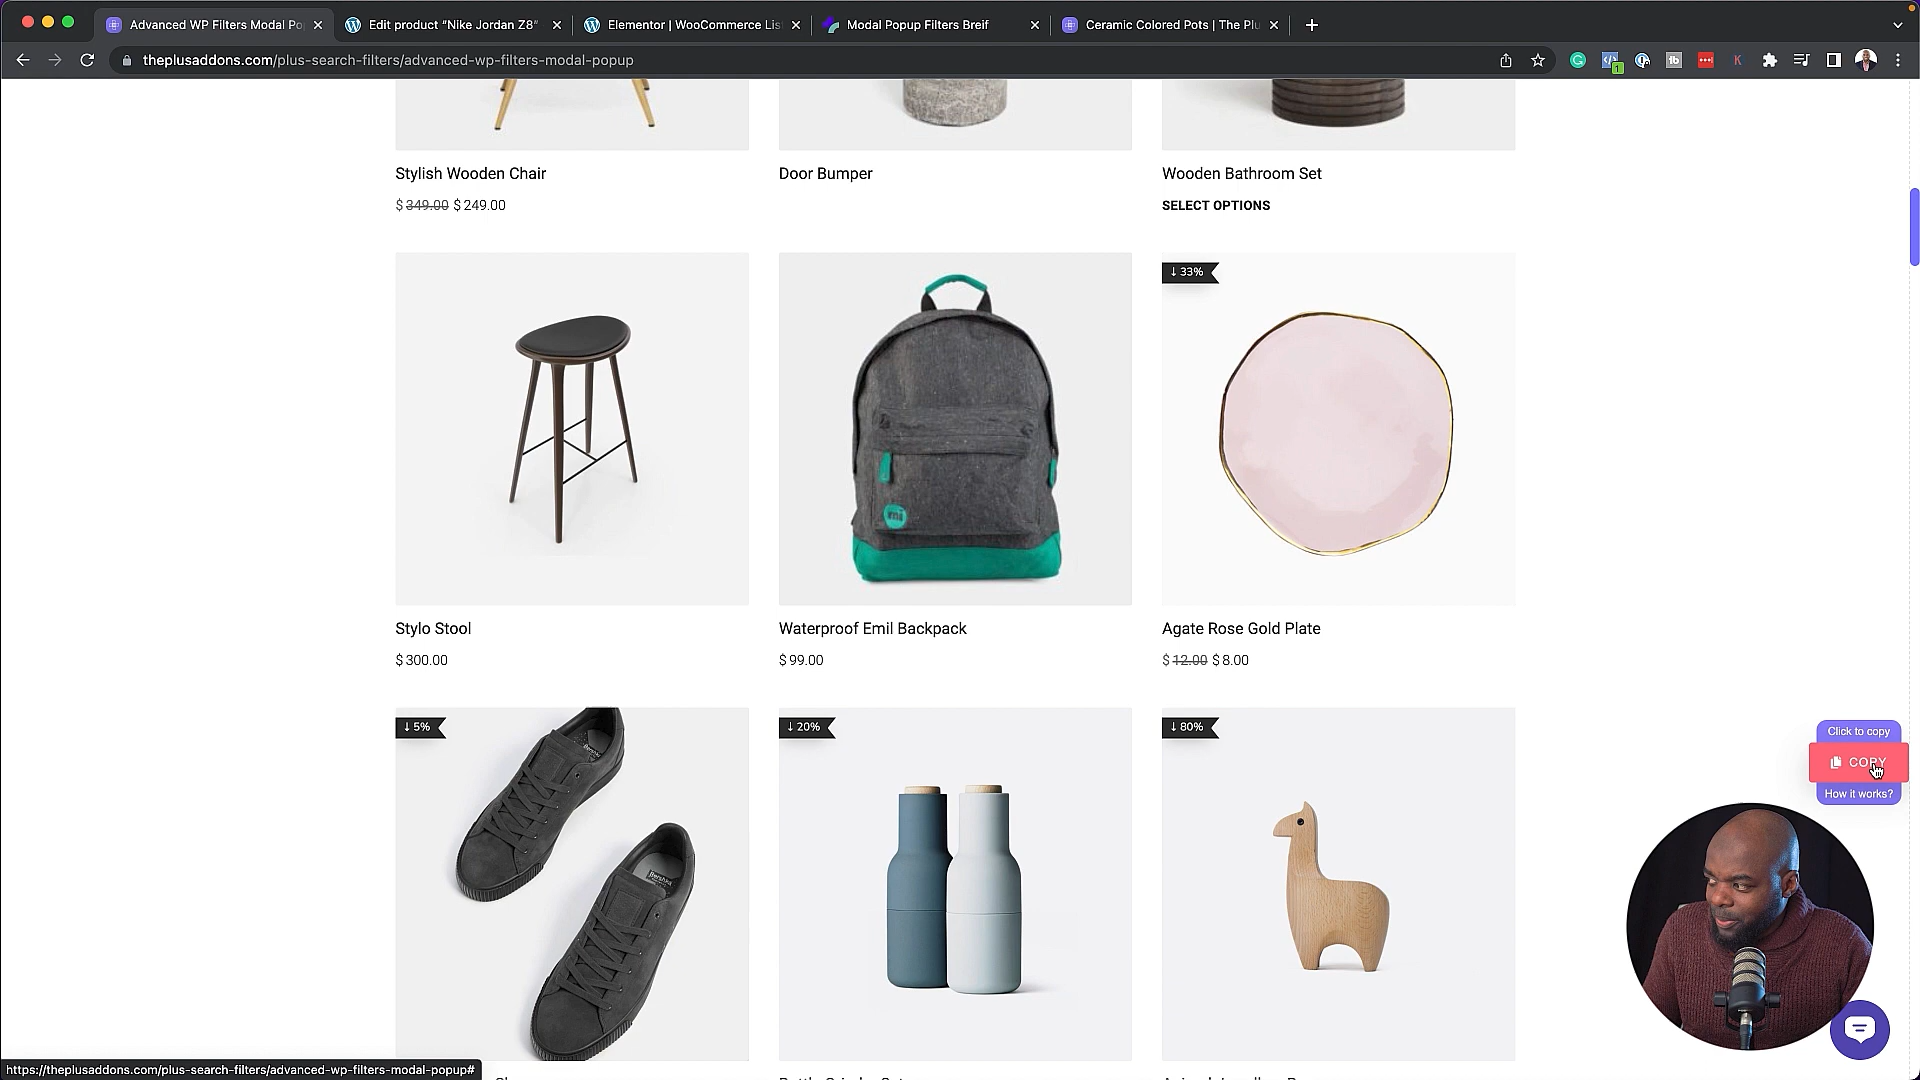 Advanced WP Filters Modal Po
Edit product “Nike Jordan Z8”
Elementor | WooCommerce Lis
Modal Popup Filters Breif
Ceramic Colored Pots | The Plu
theplusaddons.com/plus-search-filters/advanced-wp-filters-modal-popup
Stylish Wooden Chair
$ 349.00 $ 249.00
Door Bumper
Wooden Bathroom Set
SELECT OPTIONS
↓ 33%
Stylo Stool
$ 300.00
Waterproof Emil Backpack
$ 99.00
Agate Rose Gold Plate
$ 12.00 $ 8.00
↓ 5%
↓ 20%
↓ 80%
Click to copy
COPY
How it works?
https://theplusaddons.com/plus-search-filters/advanced-wp-filters-modal-popup#